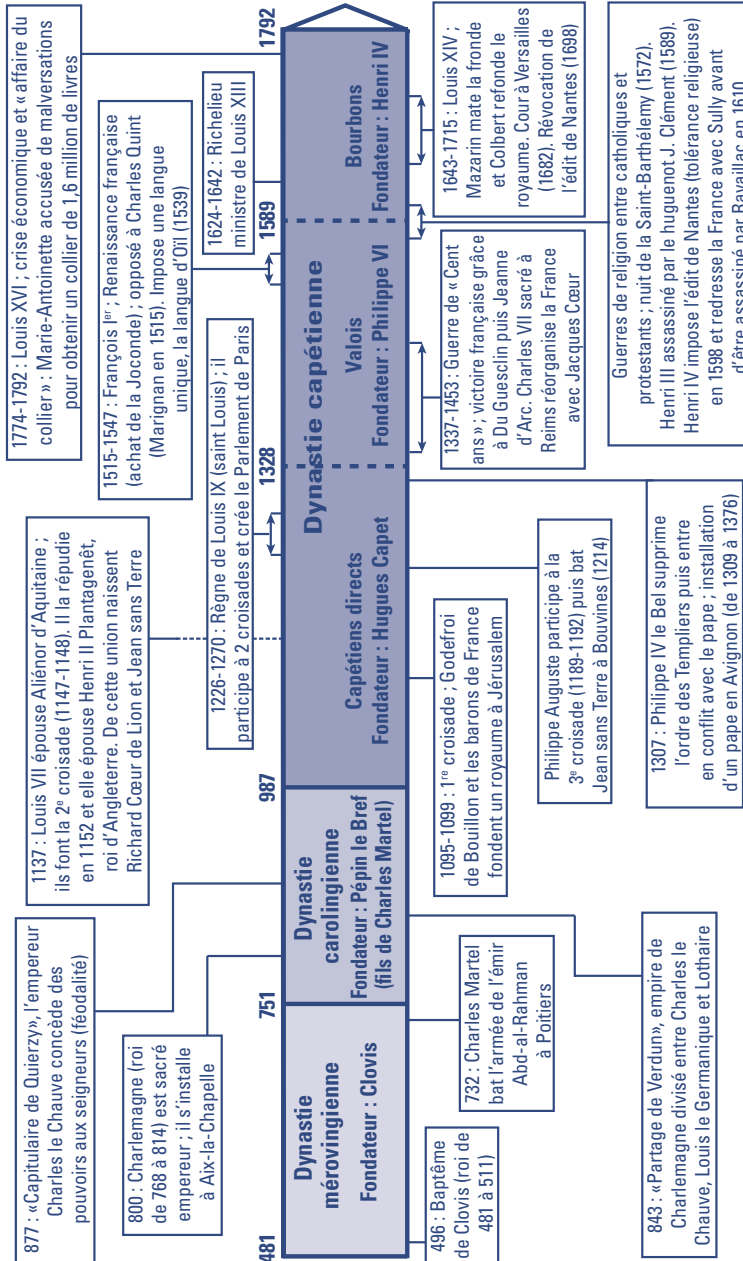 877 : «Capitulaire de Quierzy», l'empereur
Charles le Chauve concède des
pouvoirs aux seigneurs (féodalité)
800 : Charlemagne (roi
de 768 à 814) est sacré
empereur ; il s'installe
à Aix-la-Chapelle
1137 : Louis VII épouse Aliénor d'Aquitaine ;
ils font la 2e croisade (1147-1148). Il la répudie
en 1152 et elle épouse Henri II Plantagenêt,
roi d'Angleterre. De cette union naissent
Richard Cœur de Lion et Jean sans Terre
1226-1270 : Règne de Louis IX (saint Louis) ; il
participe à 2 croisades et crée le Parlement de Paris
1774-1792 : Louis XVI ; crise économique et « affaire du
collier » : Marie-Antoinette accusée de malversations
pour obtenir un collier de 1,6 million de livres
1515-1547 : François Ier ; Renaissance française
(achat de la Joconde) ; opposé à Charles Quint
(Marignan en 1515). Impose une langue
unique, la langue d'Oïl (1539)
1624-1642 : Richelieu
ministre de Louis XIII
481
751
987
1328
1589
1792
Dynastie
mérovingienne
Fondateur : Clovis
Dynastie
carolingienne
Fondateur : Pépin le Bref
(fils de Charles Martel)
Dynastie capétienne
Capétiens directs
Fondateur : Hugues Capet
Valois
Fondateur : Philippe VI
Bourbons
Fondateur : Henri IV
496 : Baptême
de Clovis (roi de
481 à 511)
732 : Charles Martel
bat l'armée de l'émir
Abd-al-Rahman
à Poitiers
843 : «Partage de Verdun», empire de
Charlemagne divisé entre Charles le
Chauve, Louis le Germanique et Lothaire
1095-1099 : 1re croisade ; Godefroi
de Bouillon et les barons de France
fondent un royaume à Jérusalem
Philippe Auguste participe à la
3e croisade (1189-1192) puis bat
Jean sans Terre à Bouvines (1214)
1307 : Philippe IV le Bel supprime
l'ordre des Templiers puis entre
en conflit avec le pape ; installation
d'un pape en Avignon (de 1309 à 1376)
1337-1453 : Guerre de « Cent
ans » ; victoire française grâce
à Du Guesclin puis Jeanne
d'Arc. Charles VII sacré à
Reims réorganise la France
avec Jacques Cœur
1643-1715 : Louis XIV ;
Mazarin mate la fronde
et Colbert refonde le
royaume. Cour à Versailles
(1682). Révocation de
l'édit de Nantes (1698)
Guerres de religion entre catholiques et
protestants ; nuit de la Saint-Barthélemy (1572).
Henri III assassiné par le huguenot J. Clément (1589).
Henri IV impose l'édit de Nantes (tolérance religieuse)
en 1598 et redresse la France avec Sully avant
d'être assassiné par Ravaillac en 1610